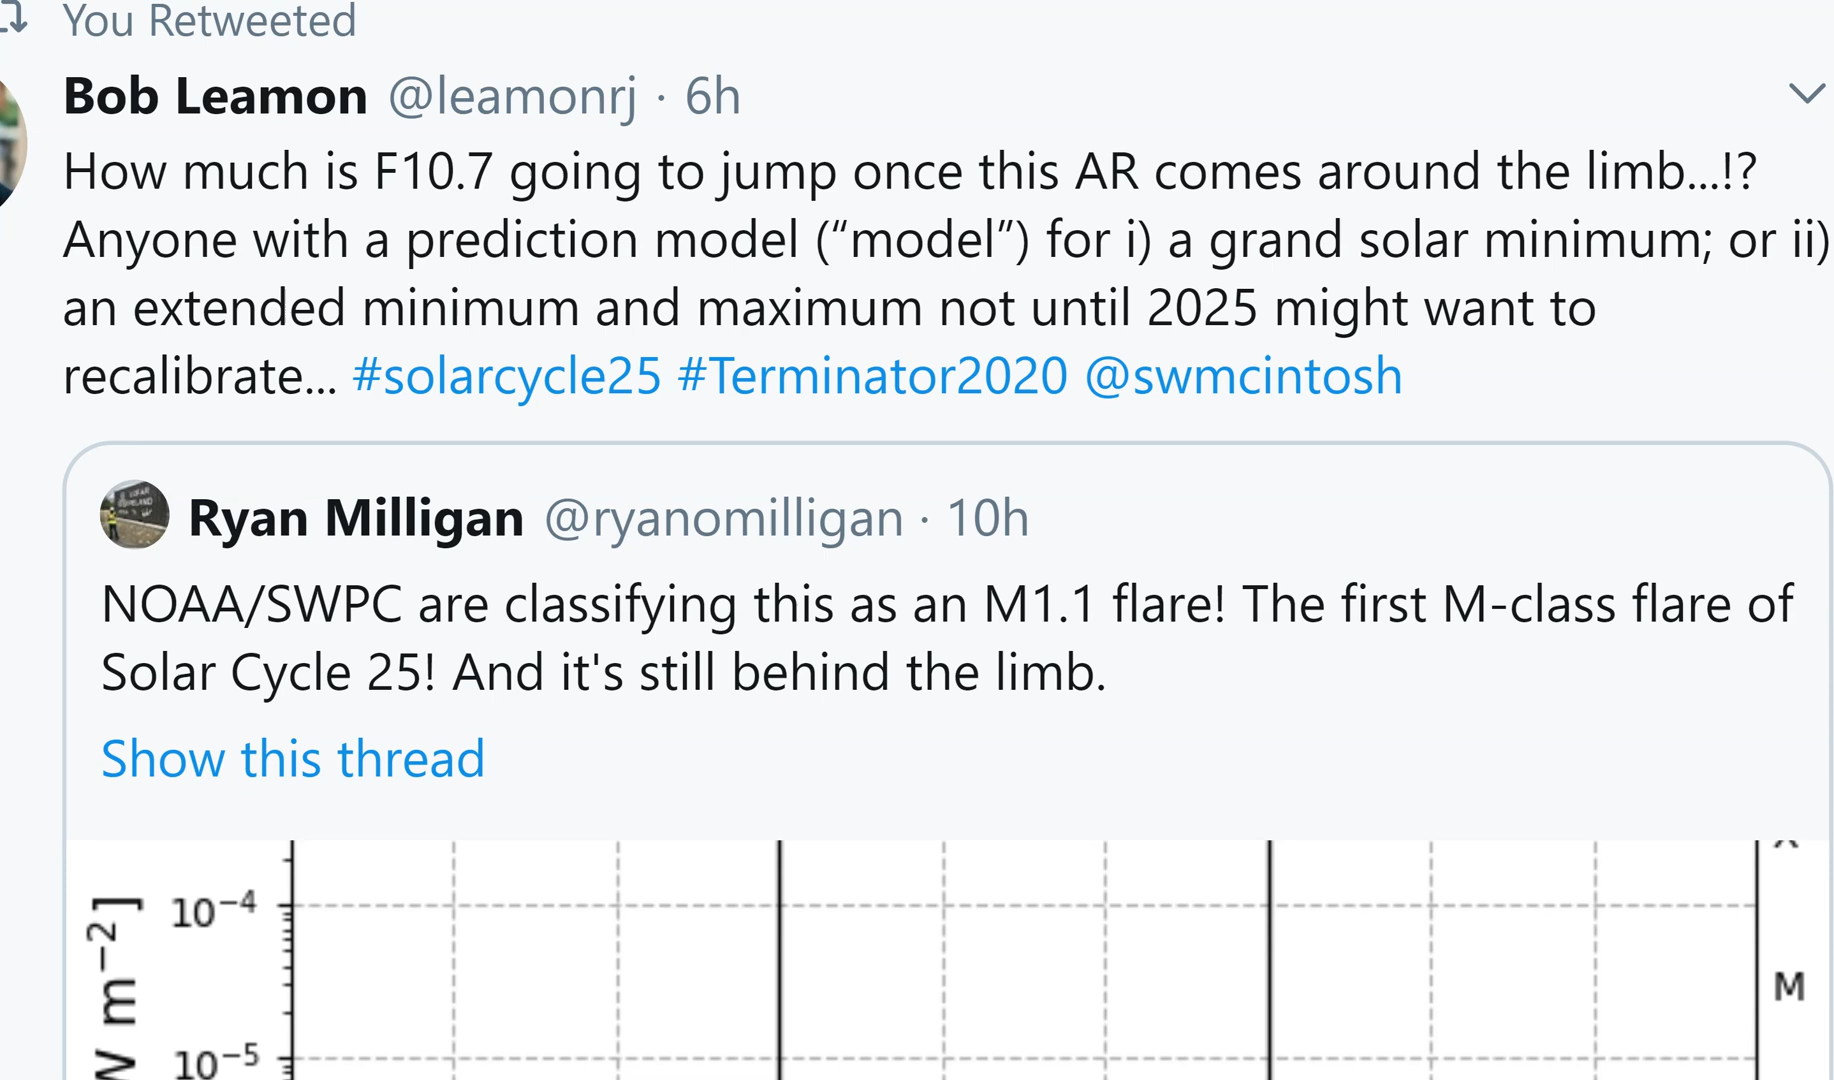 You Retweeted
Bob Leamon @leamonrj · 6h
How much is F10.7 going to jump once this AR comes around the limb...!?
Anyone with a prediction model (“model”) for i) a grand solar minimum; or ii)
an extended minimum and maximum not until 2025 might want to
recalibrate... #solarcycle25 #Terminator2020 @swmcintosh
Ryan Milligan @ryanomilligan · 10h
NOAA/SWPC are classifying this as an M1.1 flare! The first M-class flare of
Solar Cycle 25! And it's still behind the limb.
Show this thread
10⁻⁴
M
10⁻⁵
W m⁻²]